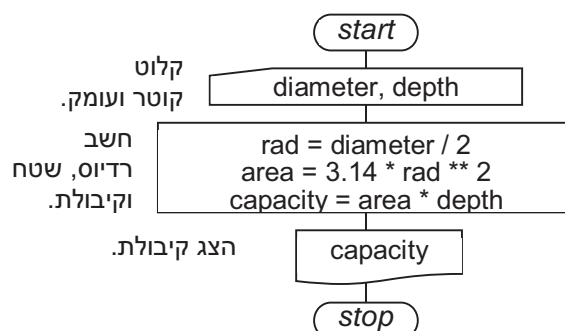 start
קלוט
קוטר ועומק.
diameter, depth
חשב
רדיוס, שטח
וקיבולת.
rad = diameter / 2
area = 3.14 * rad ** 2
capacity = area * depth
הצג קיבולת.
capacity
stop